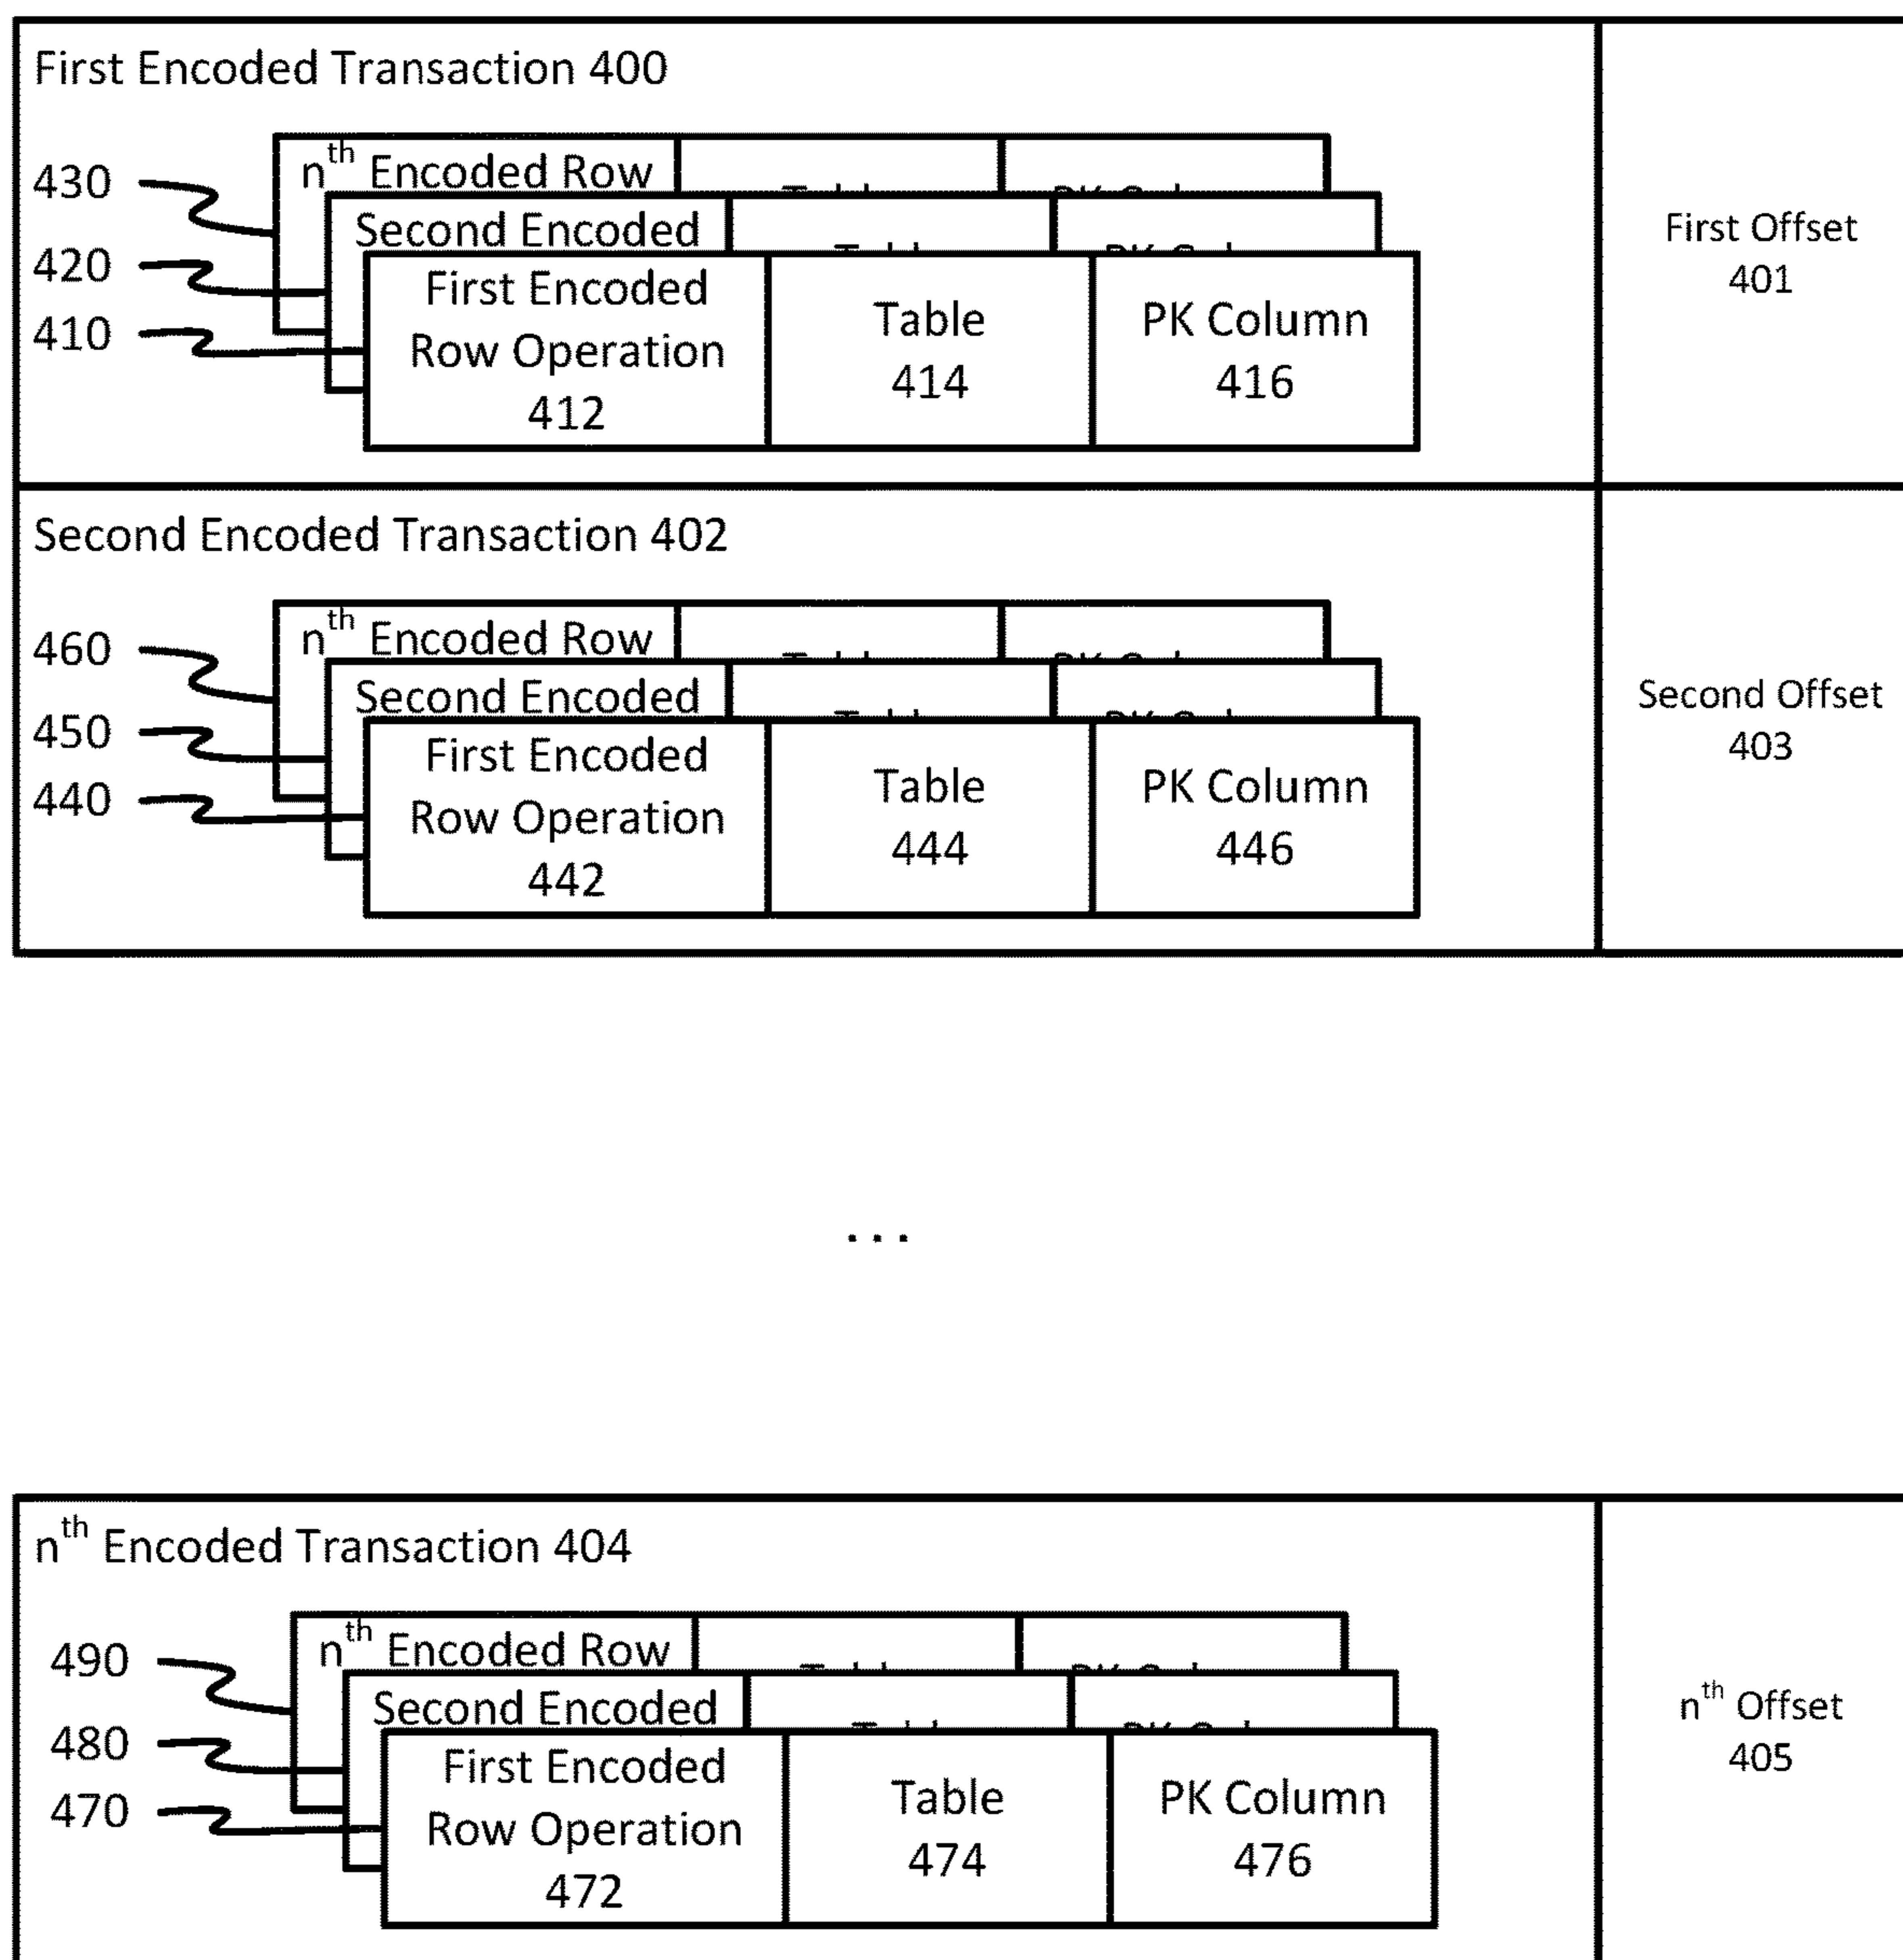 First Encoded Transaction 400
430
420
410
nth Encoded Row
Second Encoded
First Encoded
Row Operation
412
Table
414
PK Column
416
First Offset
401
Second Encoded Transaction 402
460
450
440
nth Encoded Row
Second Encoded
First Encoded
Row Operation
442
Table
444
PK Column
446
Second Offset
403
...
nth Encoded Transaction 404
490
480
470
nth Encoded Row
Second Encoded
First Encoded
Row Operation
472
Table
474
PK Column
476
nth Offset
405